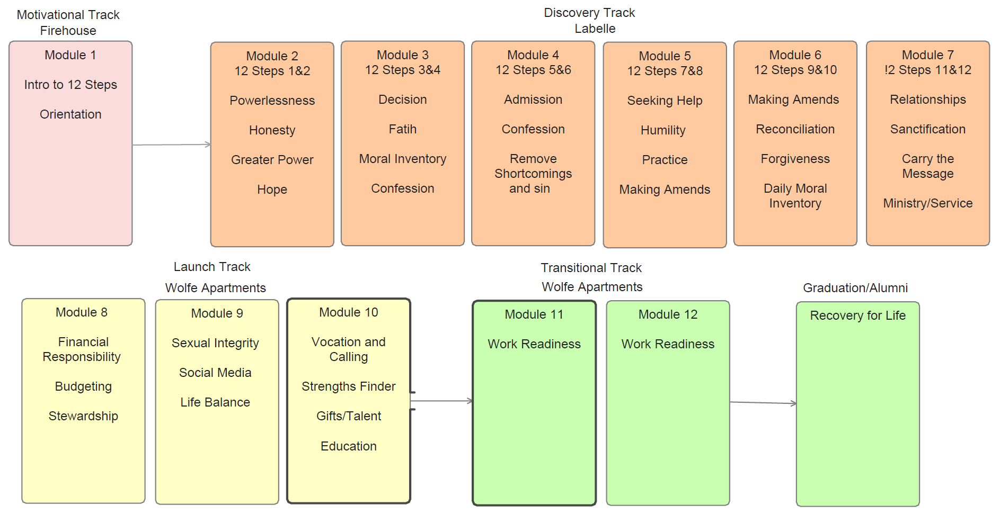 Motivational Track
Firehouse
Discovery Track
Labelle
Module 1
Intro to 12 Steps
Orientation
Module 2
12 Steps 1&2
Powerlessness
Honesty
Greater Power
Hope
Module 3
12 Steps 3&4
Decision
Fatih
Moral Inventory
Confession
Module 4
12 Steps 5&6
Admission
Confession
Remove
Shortcomings
and sin
Module 5
12 Steps 7&8
Seeking Help
Humility
Practice
Making Amends
Module 6
12 Steps 9&10
Making Amends
Reconciliation
Forgiveness
Daily Moral
Inventory
Module 7
!2 Steps 11&12
Relationships
Sanctification
Carry the
Message
Ministry/Service
Launch Track
Wolfe Apartments
Transitional Track
Wolfe Apartments
Graduation/Alumni
Module 8
Financial
Responsibility
Budgeting
Stewardship
Module 9
Sexual Integrity
Social Media
Life Balance
Module 10
Vocation and
Calling
Strengths Finder
Gifts/Talent
Education
Module 11
Work Readiness
Module 12
Work Readiness
Recovery for Life